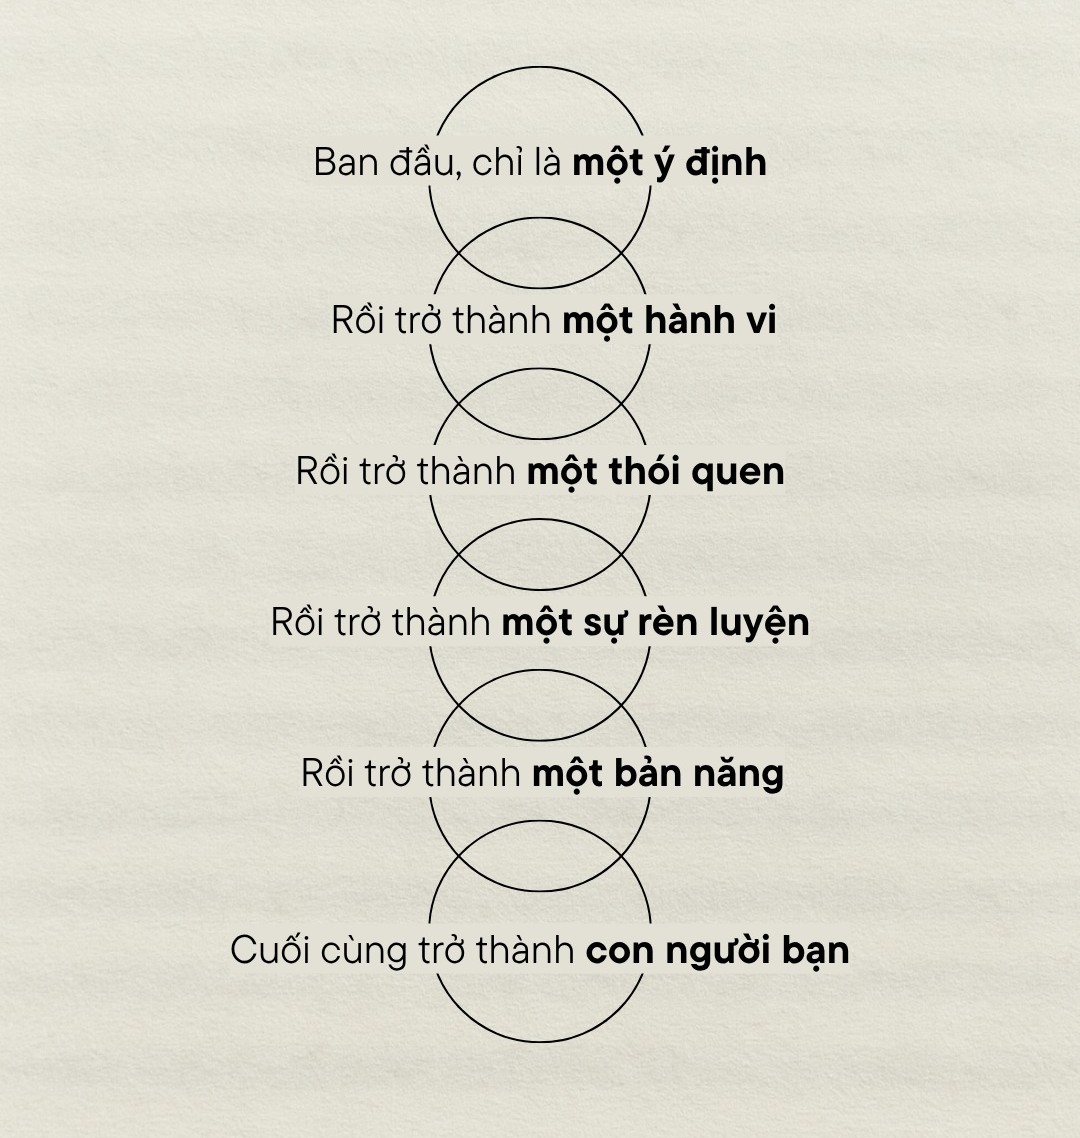 Ban đầu, chỉ là một ý định
Rồi trở thành một hành vi
Rồi trở thành một thói quen
Rồi trở thành một sự rèn luyện
Rồi trở thành một bản năng
Cuối cùng trở thành con người bạn